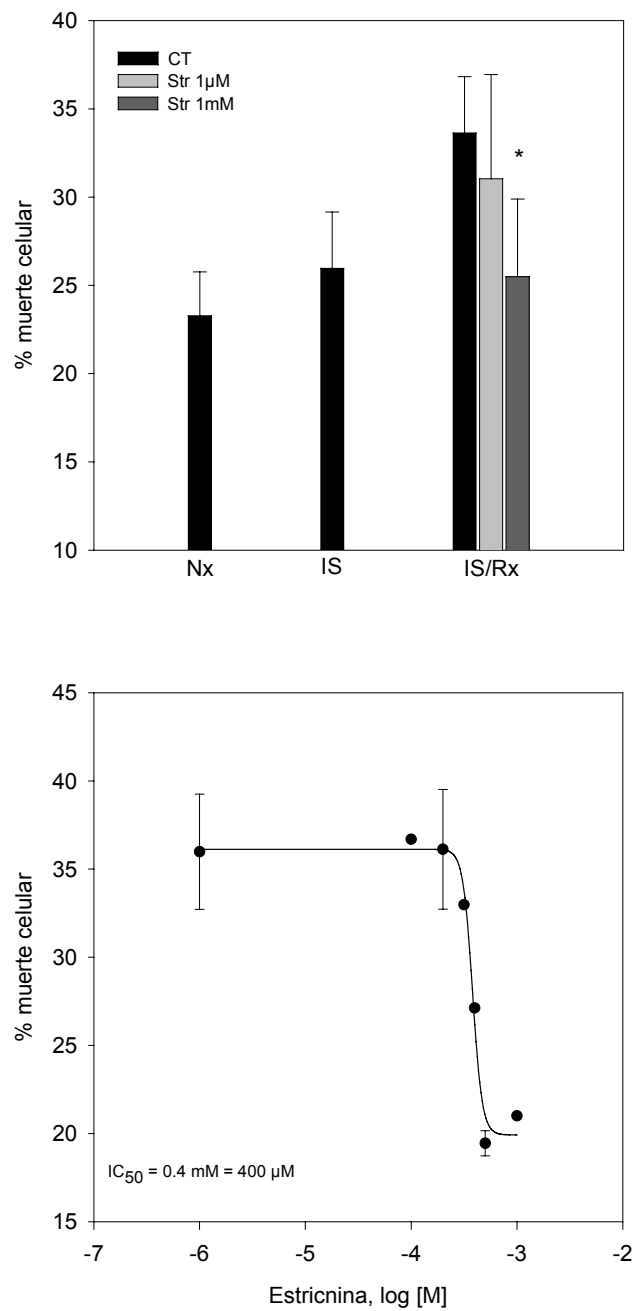 40
35
30
25
20
15
10
% muerte celular
CT
Str 1µM
Str 1mM
*
Nx
IS
IS/Rx
45
40
35
30
25
20
15
% muerte celular
IC50 = 0.4 mM = 400 µM
-7
-6
-5
-4
-3
-2
Estricnina, log [M]